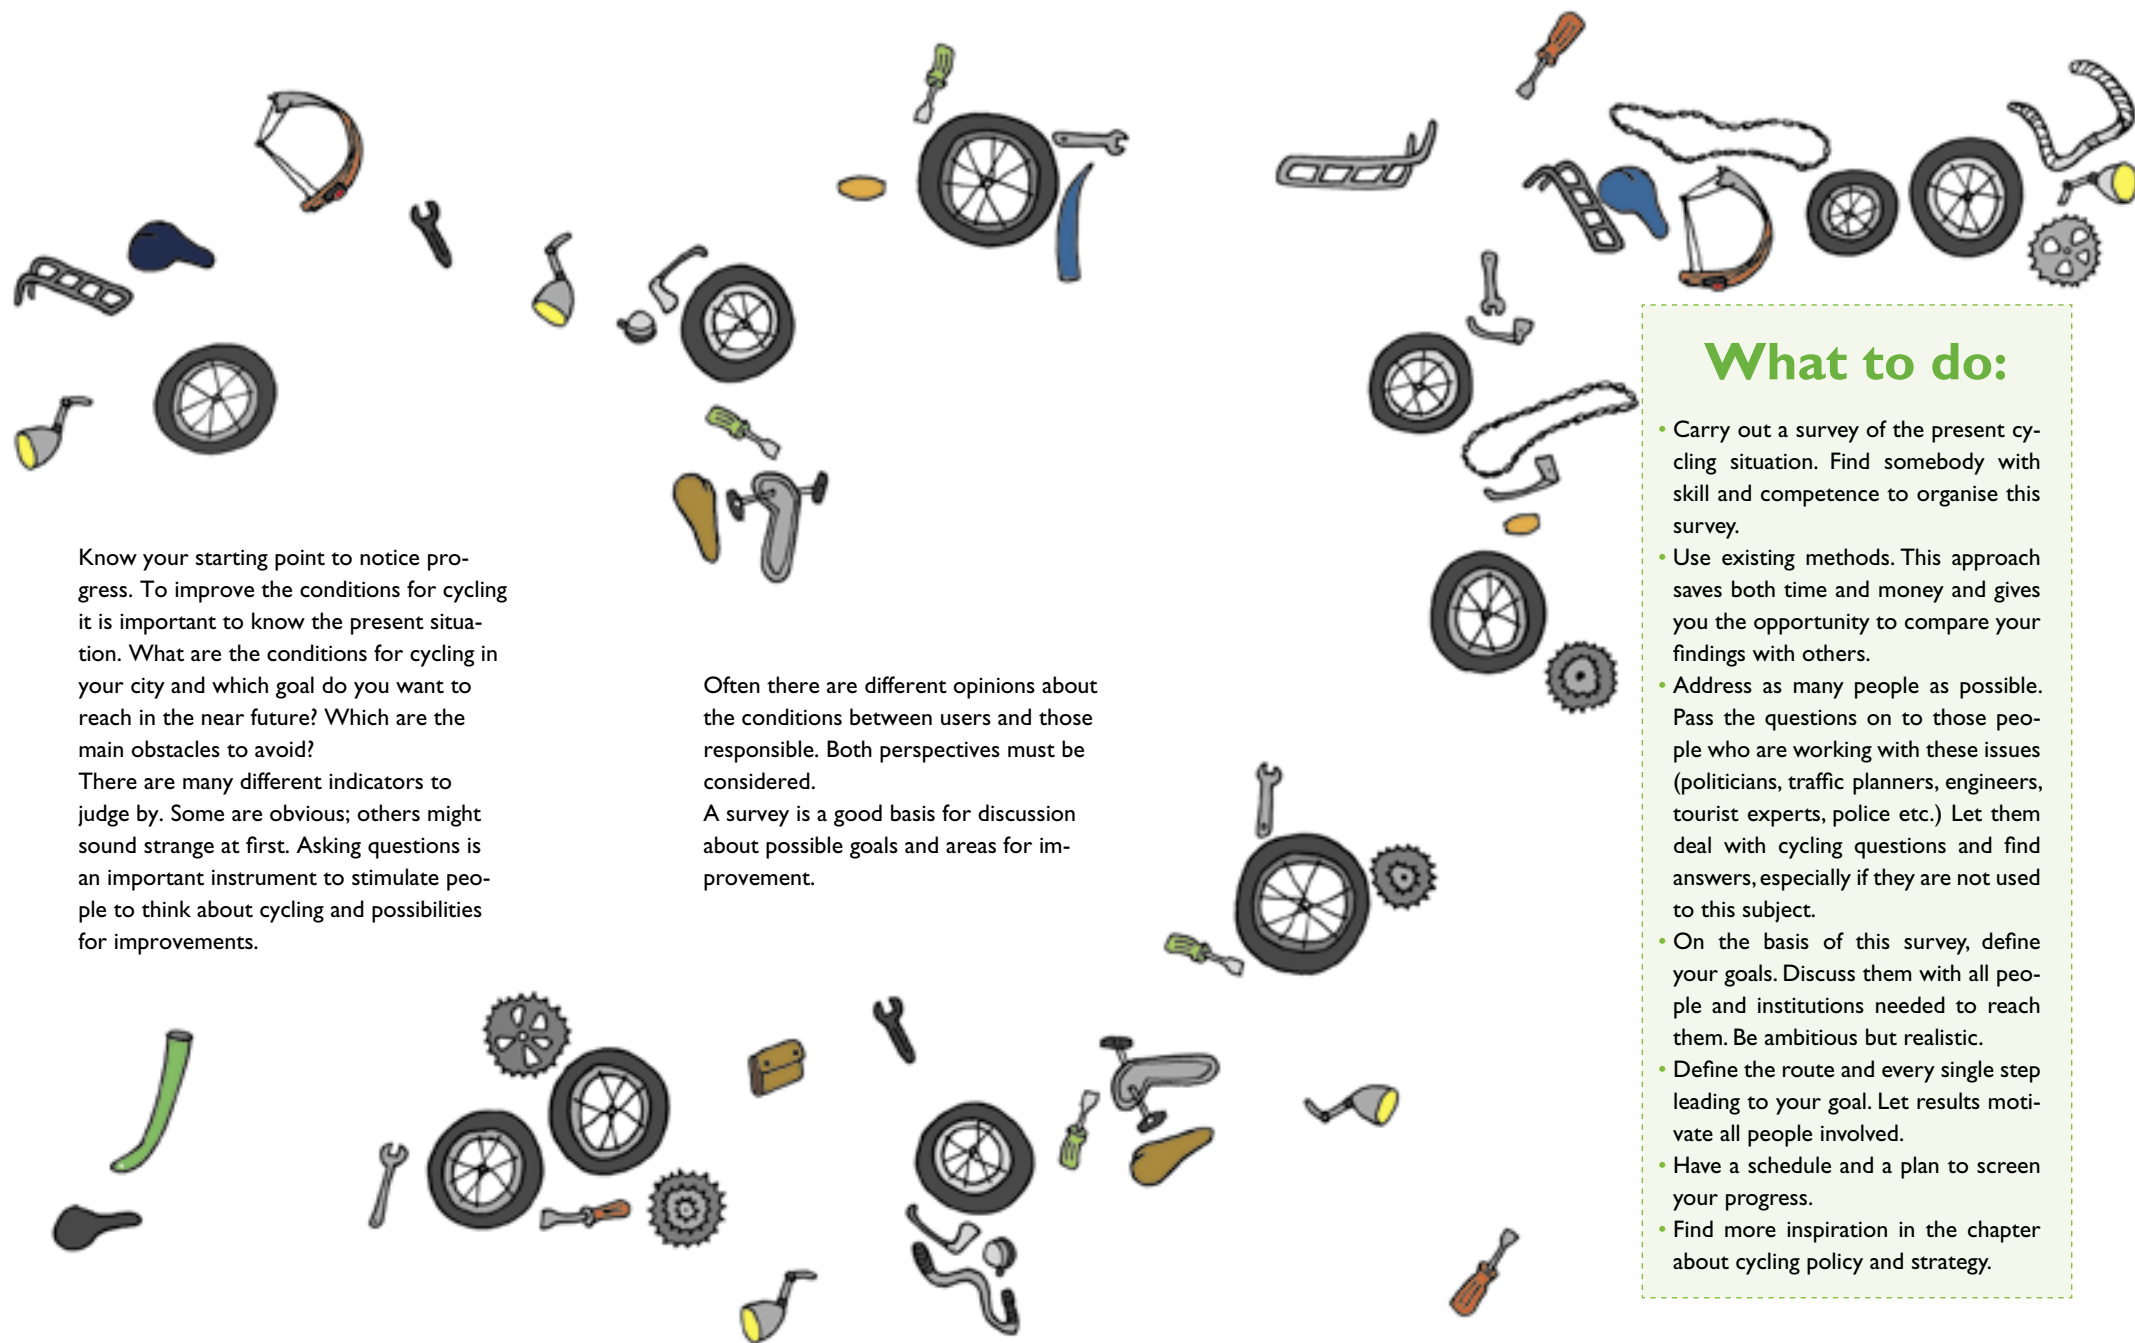 Know your starting point to notice pro-
gress. To improve the conditions for cycling
it is important to know the present situa-
tion. What are the conditions for cycling in
your city and which goal do you want to
reach in the near future? Which are the
main obstacles to avoid?
There are many different indicators to
judge by. Some are obvious; others might
sound strange at first. Asking questions is
an important instrument to stimulate peo-
ple to think about cycling and possibilities
for improvements.
Often there are different opinions about
the conditions between users and those
responsible. Both perspectives must be
considered.
A survey is a good basis for discussion
about possible goals and areas for im-
provement.
What to do:
• Carry out a survey of the present cy-
cling situation. Find somebody with
skill and competence to organise this
survey.
• Use existing methods. This approach
saves both time and money and gives
you the opportunity to compare your
findings with others.
• Address as many people as possible.
Pass the questions on to those peo-
ple who are working with these issues
(politicians, traffic planners, engineers,
tourist experts, police etc.) Let them
deal with cycling questions and find
answers, especially if they are not used
to this subject.
• On the basis of this survey, define
your goals. Discuss them with all peo-
ple and institutions needed to reach
them. Be ambitious but realistic.
• Define the route and every single step
leading to your goal. Let results moti-
vate all people involved.
• Have a schedule and a plan to screen
your progress.
• Find more inspiration in the chapter
about cycling policy and strategy.